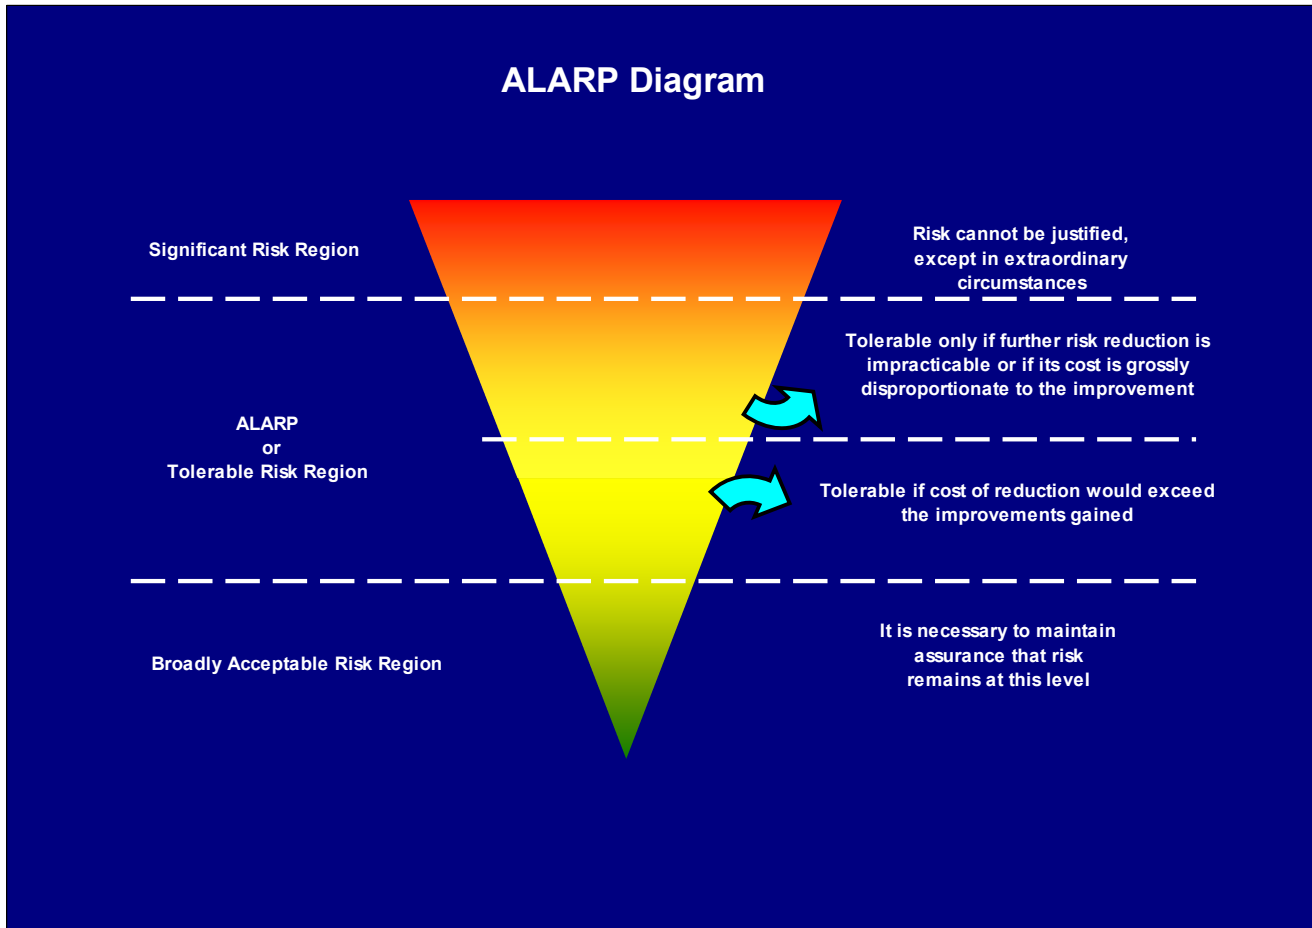 ALARP Diagram
Significant Risk Region
Risk cannot be justified,
except in extraordinary
circumstances
Tolerable only if further risk reduction is
impracticable or if its cost is grossly
disproportionate to the improvement
ALARP
or
Tolerable Risk Region
Tolerable if cost of reduction would exceed
the improvements gained
Broadly Acceptable Risk Region
It is necessary to maintain
assurance that risk
remains at this level